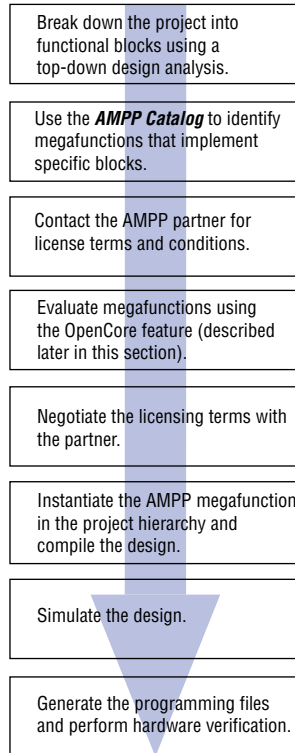 Break down the project into
functional blocks using a
top-down design analysis.
Use the AMPP Catalog to identify
megafunctions that implement
specific blocks.
Contact the AMPP partner for
license terms and conditions.
Evaluate megafunctions using
the OpenCore feature (described
later in this section).
Negotiate the licensing terms with
the partner.
Instantiate the AMPP megafunction
in the project hierarchy and
compile the design.
Simulate the design.
Generate the programming files
and perform hardware verification.